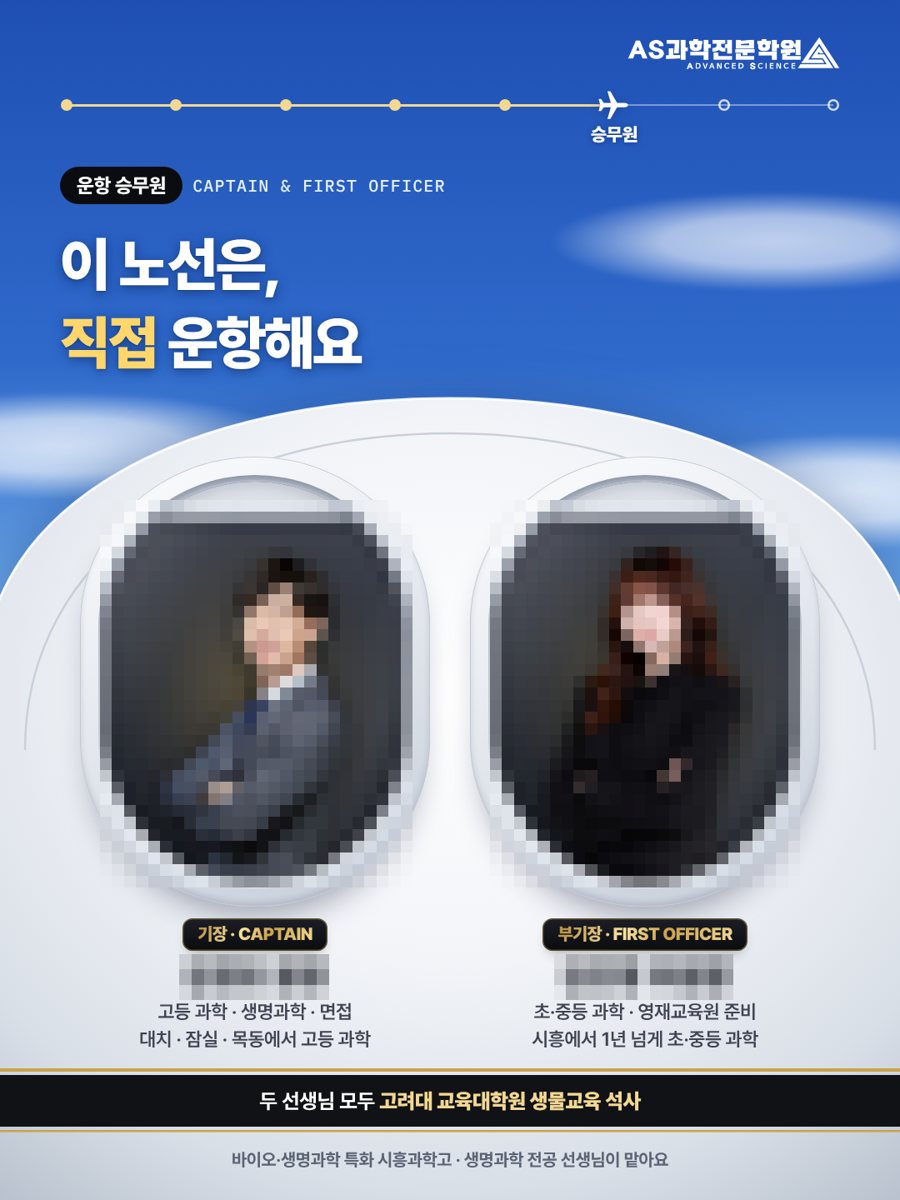 AS과학전문학원
ADVANCED SCIENCE
승무원
운항 승무원 CAPTAIN & FIRST OFFICER
이 노선은,
직접 운항해요
기장 · CAPTAIN
고등 과학 · 생명과학 · 면접
대치 · 잠실 · 목동에서 고등 과학
부기장 · FIRST OFFICER
초·중등 과학 · 영재교육원 준비
시흥에서 1년 넘게 초·중등 과학
두 선생님 모두 고려대 교육대학원 생물교육 석사
바이오·생명과학 특화 시흥과학고 · 생명과학 전공 선생님이 맡아요